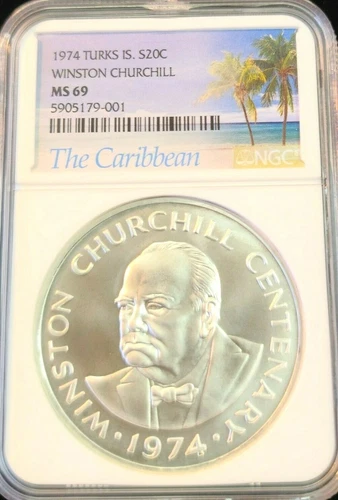 1974 TURKS IS. S20C
WINSTON CHURCHILL
MS 69
5905179-001
The Caribbean
NGC
WINSTON CHURCHILL CENTENARY
·1974·